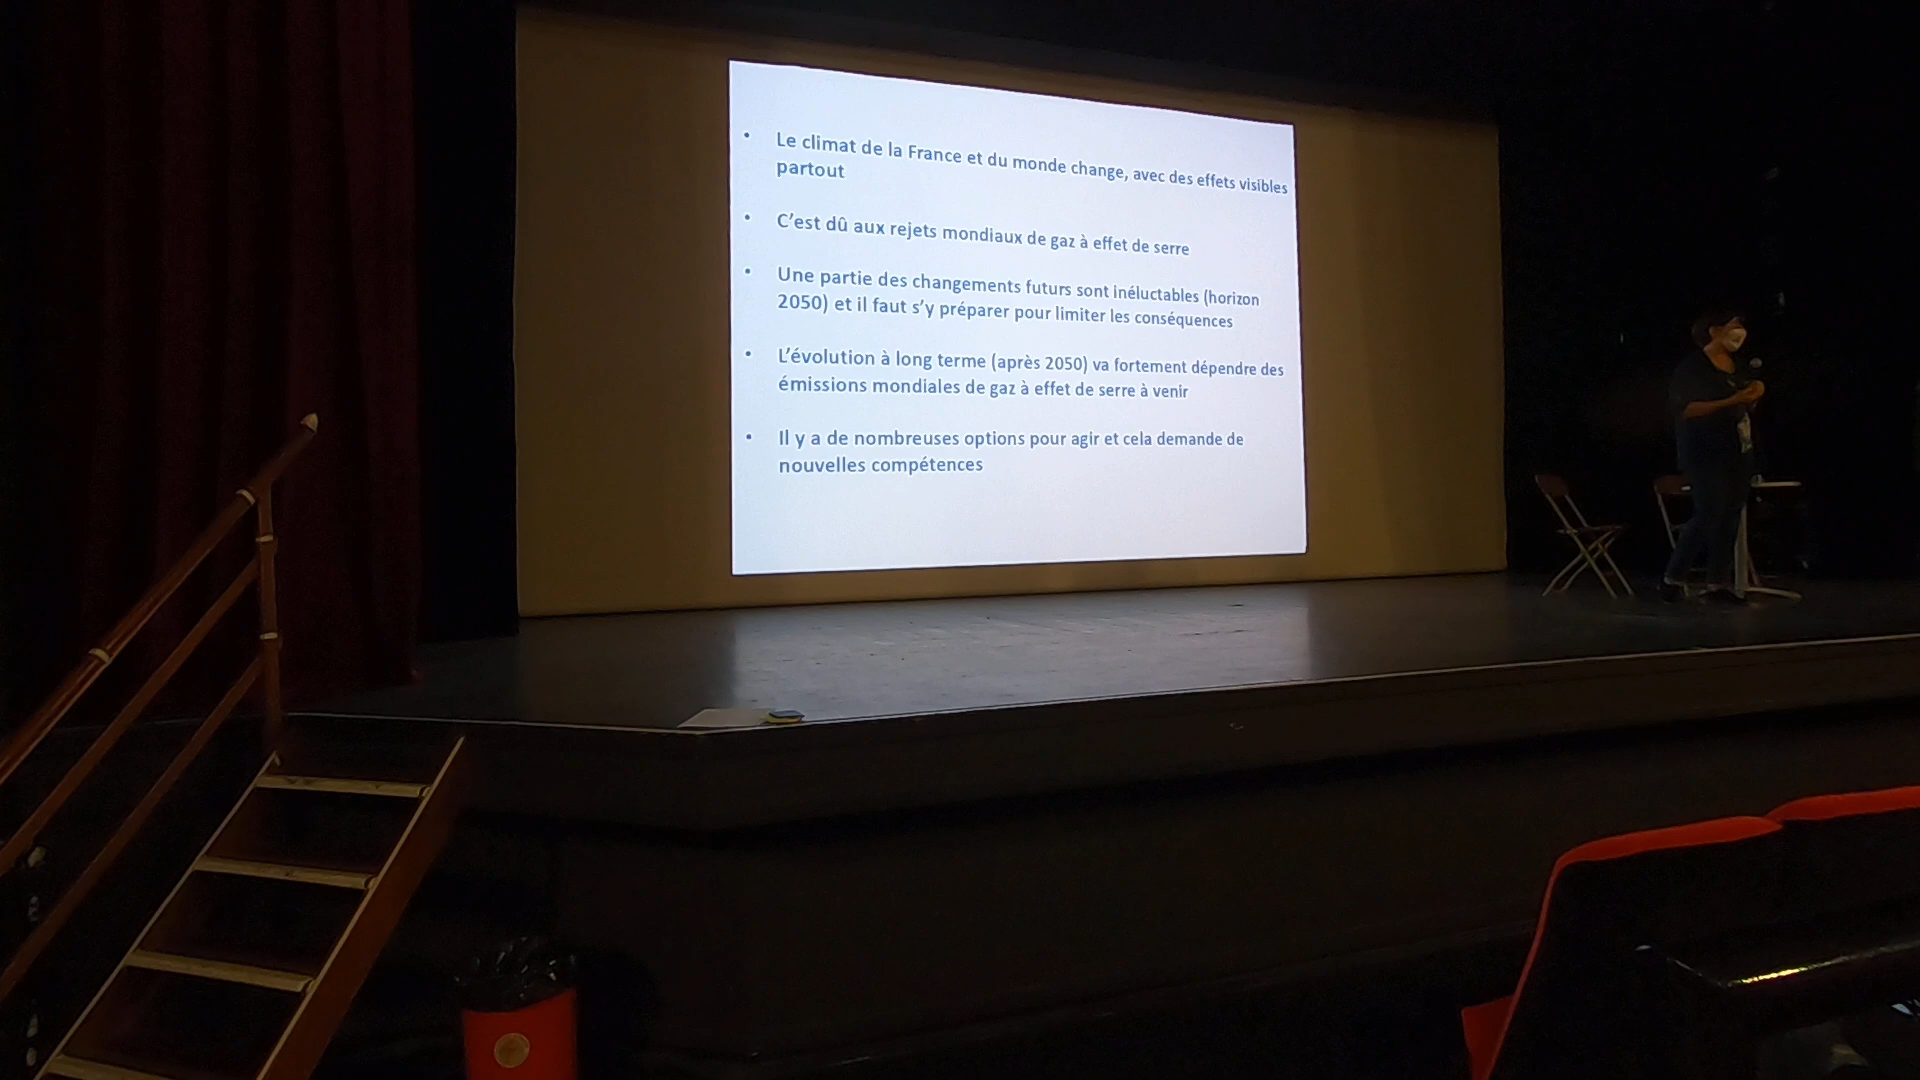 • Le climat de la France et du monde change, avec des effets visibles
partout
• C'est dû aux rejets mondiaux de gaz à effet de serre
• Une partie des changements futurs sont inéluctables (horizon
2050) et il faut s'y préparer pour limiter les conséquences
• L'évolution à long terme (après 2050) va fortement dépendre des
émissions mondiales de gaz à effet de serre à venir
• Il y a de nombreuses options pour agir et cela demande de
nouvelles compétences